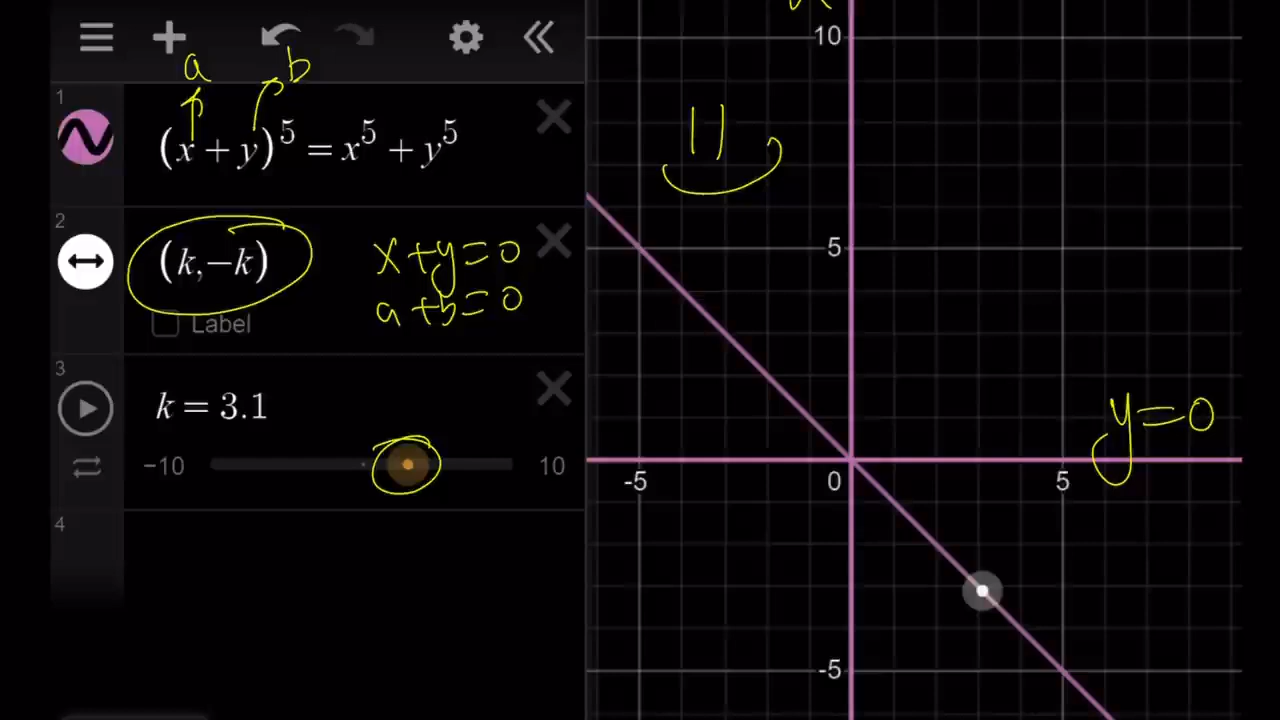 a b
1
(x + y)^5 = x^5 + y^5
2
(k, −k)
x+y=0
a+b=0
Label
3
k = 3.1
−10
10
4
10
5
y=0
-5
0
5
-5